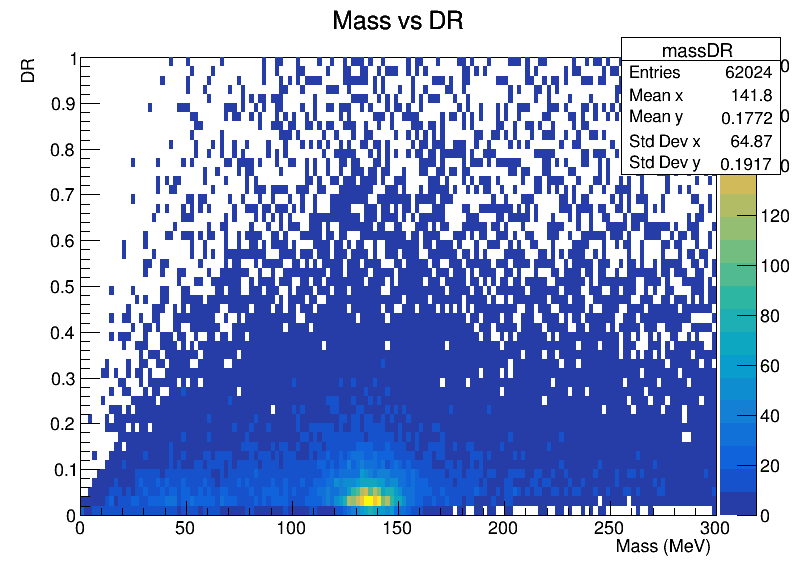 Mass vs DR
massDR
Entries 62024
Mean x 141.8
Mean y 0.1772
Std Dev x 64.87
Std Dev y 0.1917
DR
1
0.9
0.8
0.7
0.6
0.5
0.4
0.3
0.2
0.1
0
0 50 100 150 200 250 300
Mass (MeV)
0
0
0
120
100
80
60
40
20
0